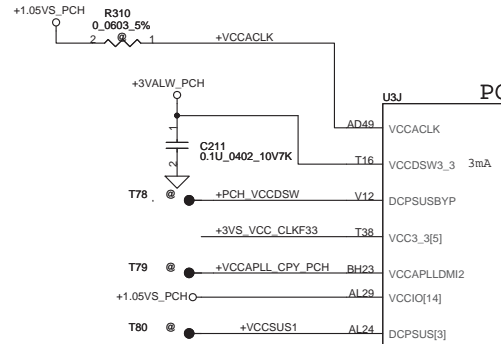 +1.05VS_PCH
R310
0_0603_5%
@
2 1
+VCCACLK
+3VALW_PCH
U3J
PC
1
2
C211
0.1U_0402_10V7K
AD49 VCCACLK
T16 VCCDSW3_3 3mA
T78 @ +PCH_VCCDSW V12 DCPSUSBYP
+3VS_VCC_CLKF33 T38 VCC3_3[5]
T79 @ +VCCAPLL_CPY_PCH BH23 VCCAPLLDMI2
+1.05VS_PCH AL29 VCCIO[14]
T80 @ +VCCSUS1 AL24 DCPSUS[3]